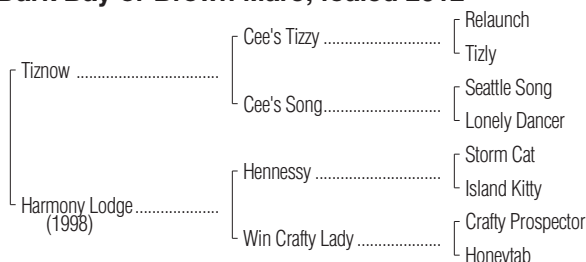 Dark Bay or Brown Mare; foaled 2012
Relaunch
Cee's Tizzy
Tizly
Tiznow
Seattle Song
Cee's Song
Lonely Dancer
Storm Cat
Hennessy
Island Kitty
Harmony Lodge
(1998)
Crafty Prospector
Win Crafty Lady
Honeytab